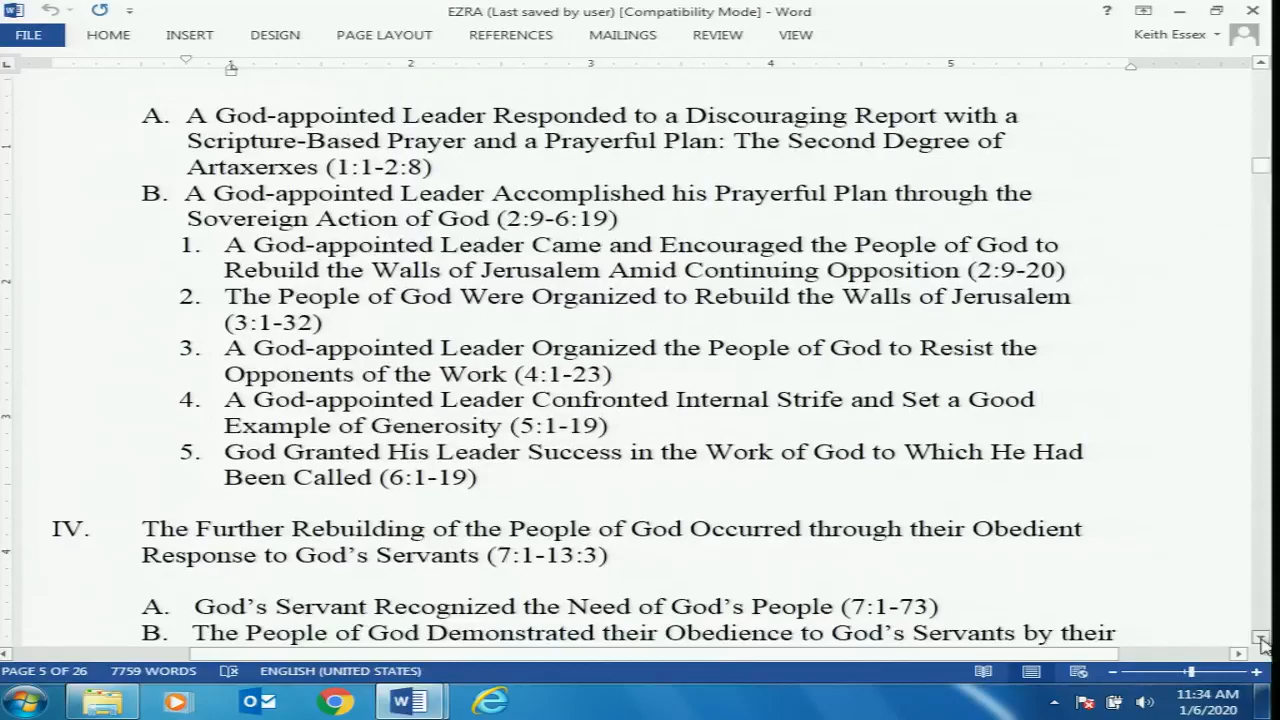 EZRA (Last saved by user) [Compatibility Mode] - Word
FILE HOME INSERT DESIGN PAGE LAYOUT REFERENCES MAILINGS REVIEW VIEW Keith Essex
1 2 3 4 5
A. A God-appointed Leader Responded to a Discouraging Report with a
Scripture-Based Prayer and a Prayerful Plan: The Second Degree of
Artaxerxes (1:1-2:8)
B. A God-appointed Leader Accomplished his Prayerful Plan through the
Sovereign Action of God (2:9-6:19)
1. A God-appointed Leader Came and Encouraged the People of God to
Rebuild the Walls of Jerusalem Amid Continuing Opposition (2:9-20)
2. The People of God Were Organized to Rebuild the Walls of Jerusalem
(3:1-32)
3. A God-appointed Leader Organized the People of God to Resist the
Opponents of the Work (4:1-23)
4. A God-appointed Leader Confronted Internal Strife and Set a Good
Example of Generosity (5:1-19)
5. God Granted His Leader Success in the Work of God to Which He Had
Been Called (6:1-19)
IV. The Further Rebuilding of the People of God Occurred through their Obedient
Response to God's Servants (7:1-13:3)
A. God's Servant Recognized the Need of God's People (7:1-73)
B. The People of God Demonstrated their Obedience to God's Servants by their
PAGE 5 OF 26 7759 WORDS ENGLISH (UNITED STATES)
11:34 AM
1/6/2020